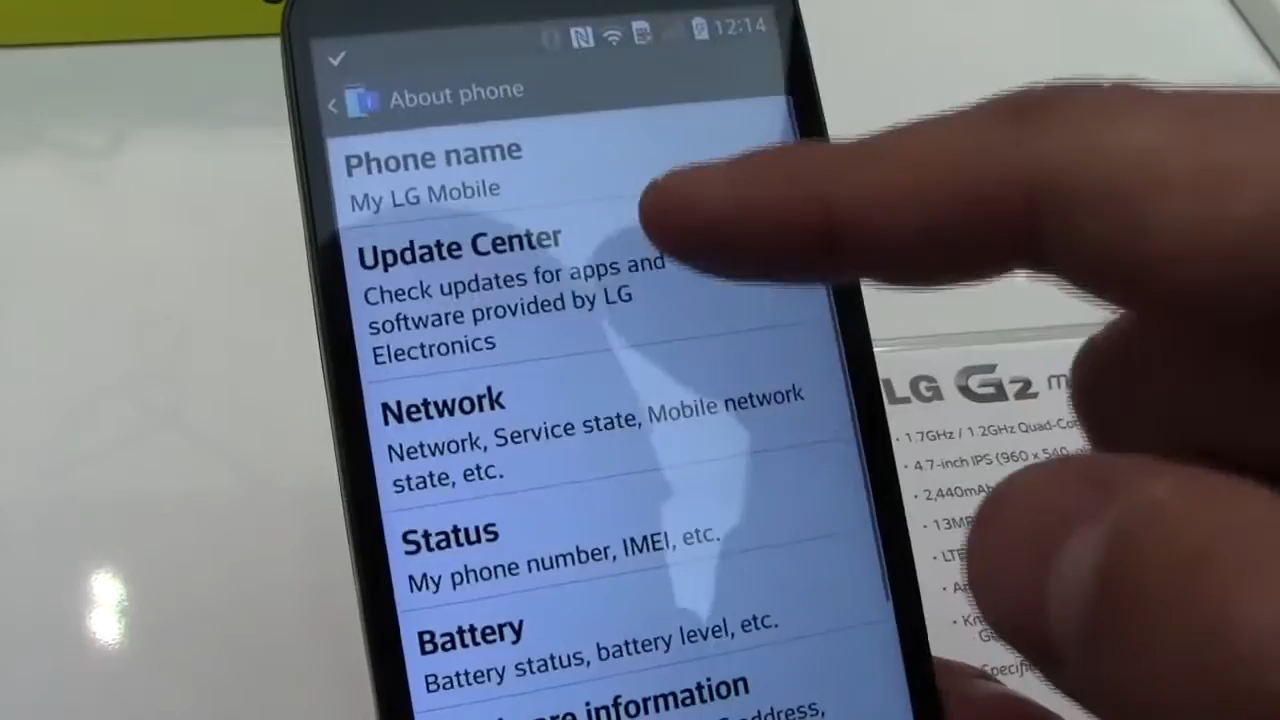 12:14
About phone
Phone name
My LG Mobile
Update Center
Check updates for apps and
software provided by LG
Electronics
Network
Network, Service state, Mobile network
state, etc.
Status
My phone number, IMEI, etc.
Battery
Battery status, battery level, etc.
information
address,
LG G2 m
· 1.7GHz / 1.2GHz Quad-Co
· 4.7-inch IPS (960 x 540
· 2,440mAh
· 13MP
· LTE